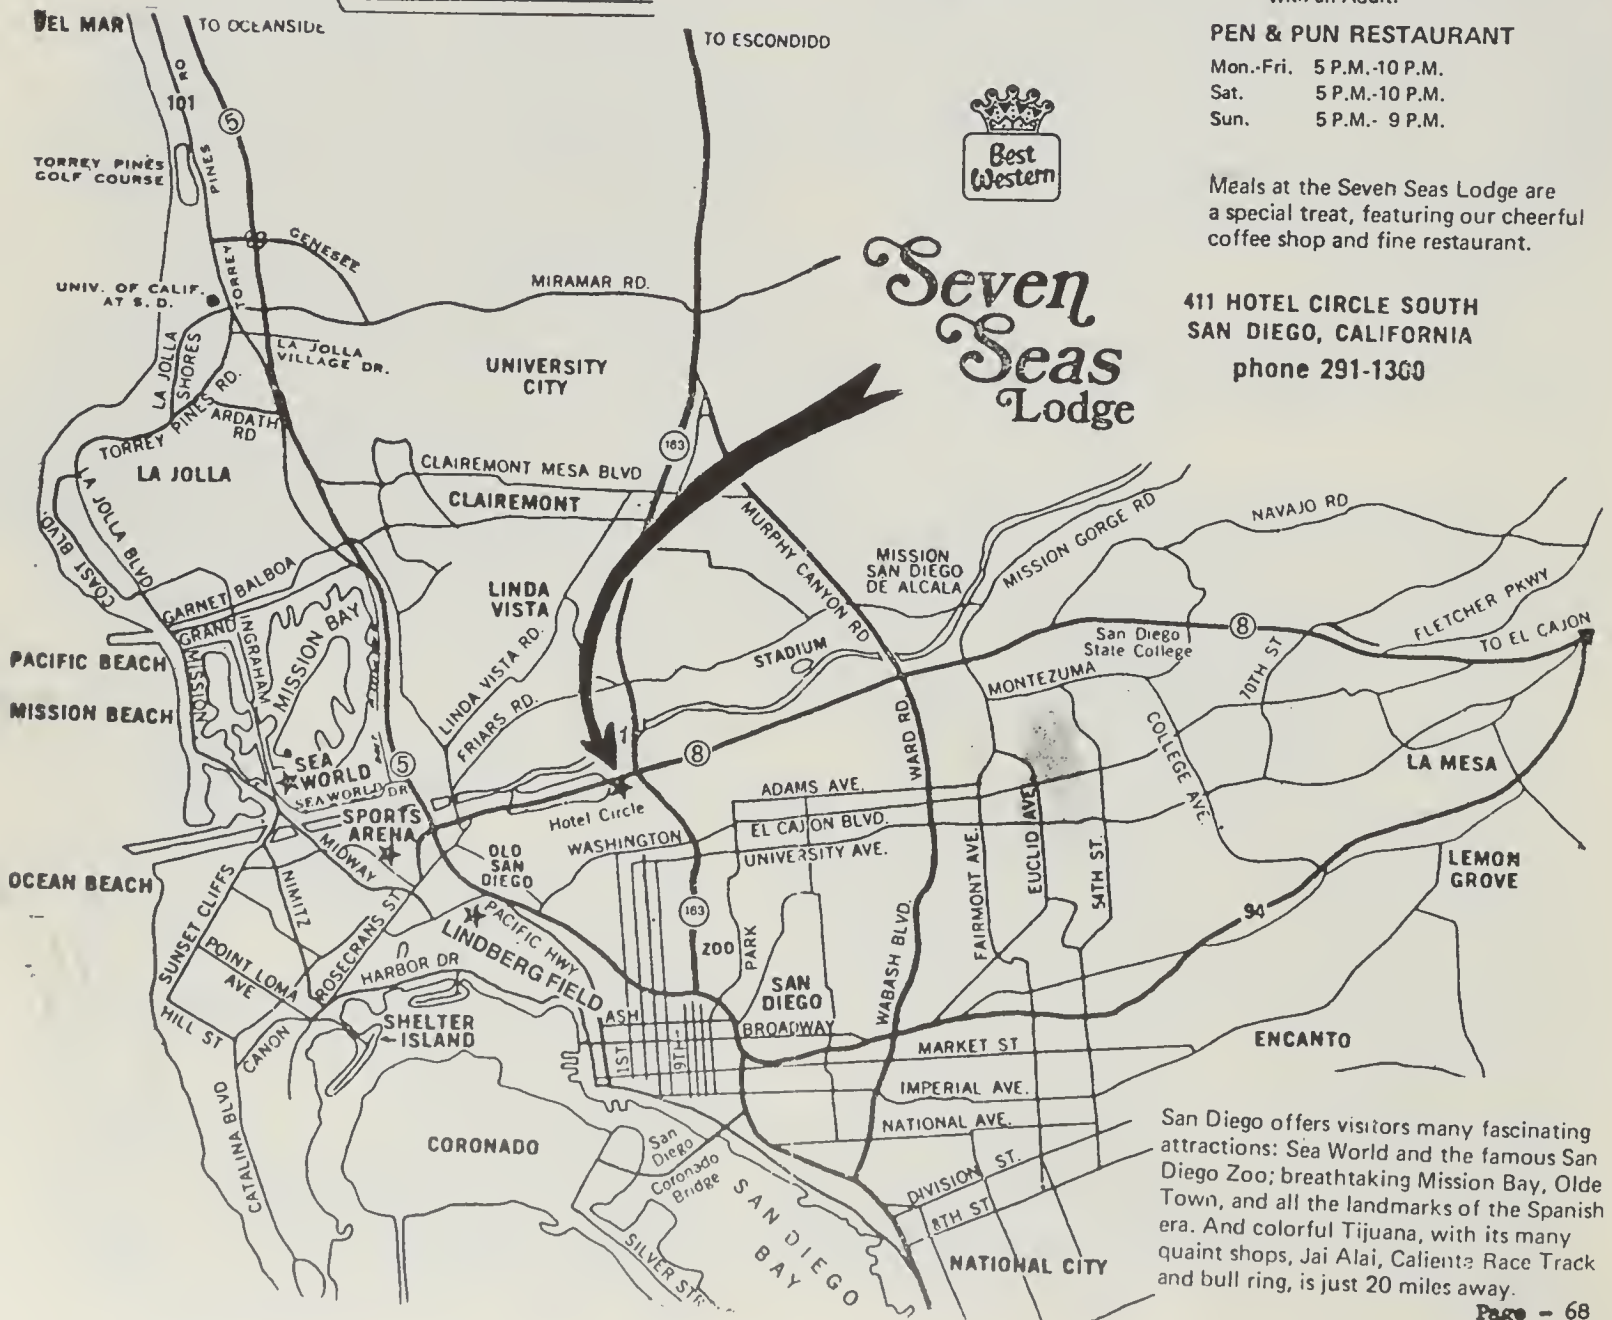 With an Adult.
PEN & PUN RESTAURANT
Mon.-Fri. 5 P.M.-10 P.M.
Sat. 5 P.M.-10 P.M.
Sun. 5 P.M.- 9 P.M.
Best
Western
Meals at the Seven Seas Lodge are
a special treat, featuring our cheerful
coffee shop and fine restaurant.
Seven
Seas
Lodge
411 HOTEL CIRCLE SOUTH
SAN DIEGO, CALIFORNIA
phone 291-1300
DEL MAR
TO OCEANSIDE
TO ESCONDIDO
101
5
TORREY PINES
GOLF COURSE
TORREY PINES RD
GENESEE
UNIV. OF CALIF.
AT S. D.
MIRAMAR RD.
LA JOLLA
SHORES
LA JOLLA
VILLAGE DR.
UNIVERSITY
CITY
TORREY PINES RD.
ARDATH
RD
163
LA JOLLA
CLAIREMONT MESA BLVD
CLAIREMONT
LA JOLLA BLVD
COAST BLVD.
MURPHY CANYON RD
MISSION
SAN DIEGO
DE ALCALA
MISSION GORGE RD
NAVAJO RD
GARNET BALBOA
GRAND
INGRAHAM
MISSION BAY
LINDA
VISTA
FLETCHER PKWY
TO EL CAJON
8
San Diego
State College
70TH ST
PACIFIC BEACH
MISSION
LINDA VISTA RD.
STADIUM
MONTEZUMA
MISSION BEACH
FRIARS RD.
WARD RD.
COLLEGE AVE.
LA MESA
SEA
WORLD
SEA WORLD DR
5
8
SPORTS
ARENA
Hotel Circle
ADAMS AVE.
EL CAJON BLVD.
WASHINGTON
UNIVERSITY AVE.
MIDWAY
OLD
SAN
DIEGO
FAIRMONT AVE.
EUCLID AVE
54TH ST.
LEMON
GROVE
OCEAN BEACH
SUNSET CLIFFS
NIMITZ
ROSECRANS ST
PACIFIC HWY
LINDBERG FIELD
163
94
ZOO
PARK
WABASH BLVD.
POINT LOMA
AVE
HARBOR DR
SAN
DIEGO
HILL ST
CANON
SHELTER
ISLAND
ASH
BROADWAY
1ST
9TH
MARKET ST
ENCANTO
IMPERIAL AVE.
CATALINA BLVD
NATIONAL AVE.
CORONADO
San
Diego
Coronado
Bridge
DIVISION ST.
8TH ST
SAN DIEGO
BAY
SILVER STR
NATIONAL CITY
San Diego offers visitors many fascinating
attractions: Sea World and the famous San
Diego Zoo; breathtaking Mission Bay, Olde
Town, and all the landmarks of the Spanish
era. And colorful Tijuana, with its many
quaint shops, Jai Alai, Caliente Race Track
and bull ring, is just 20 miles away.
Page - 68